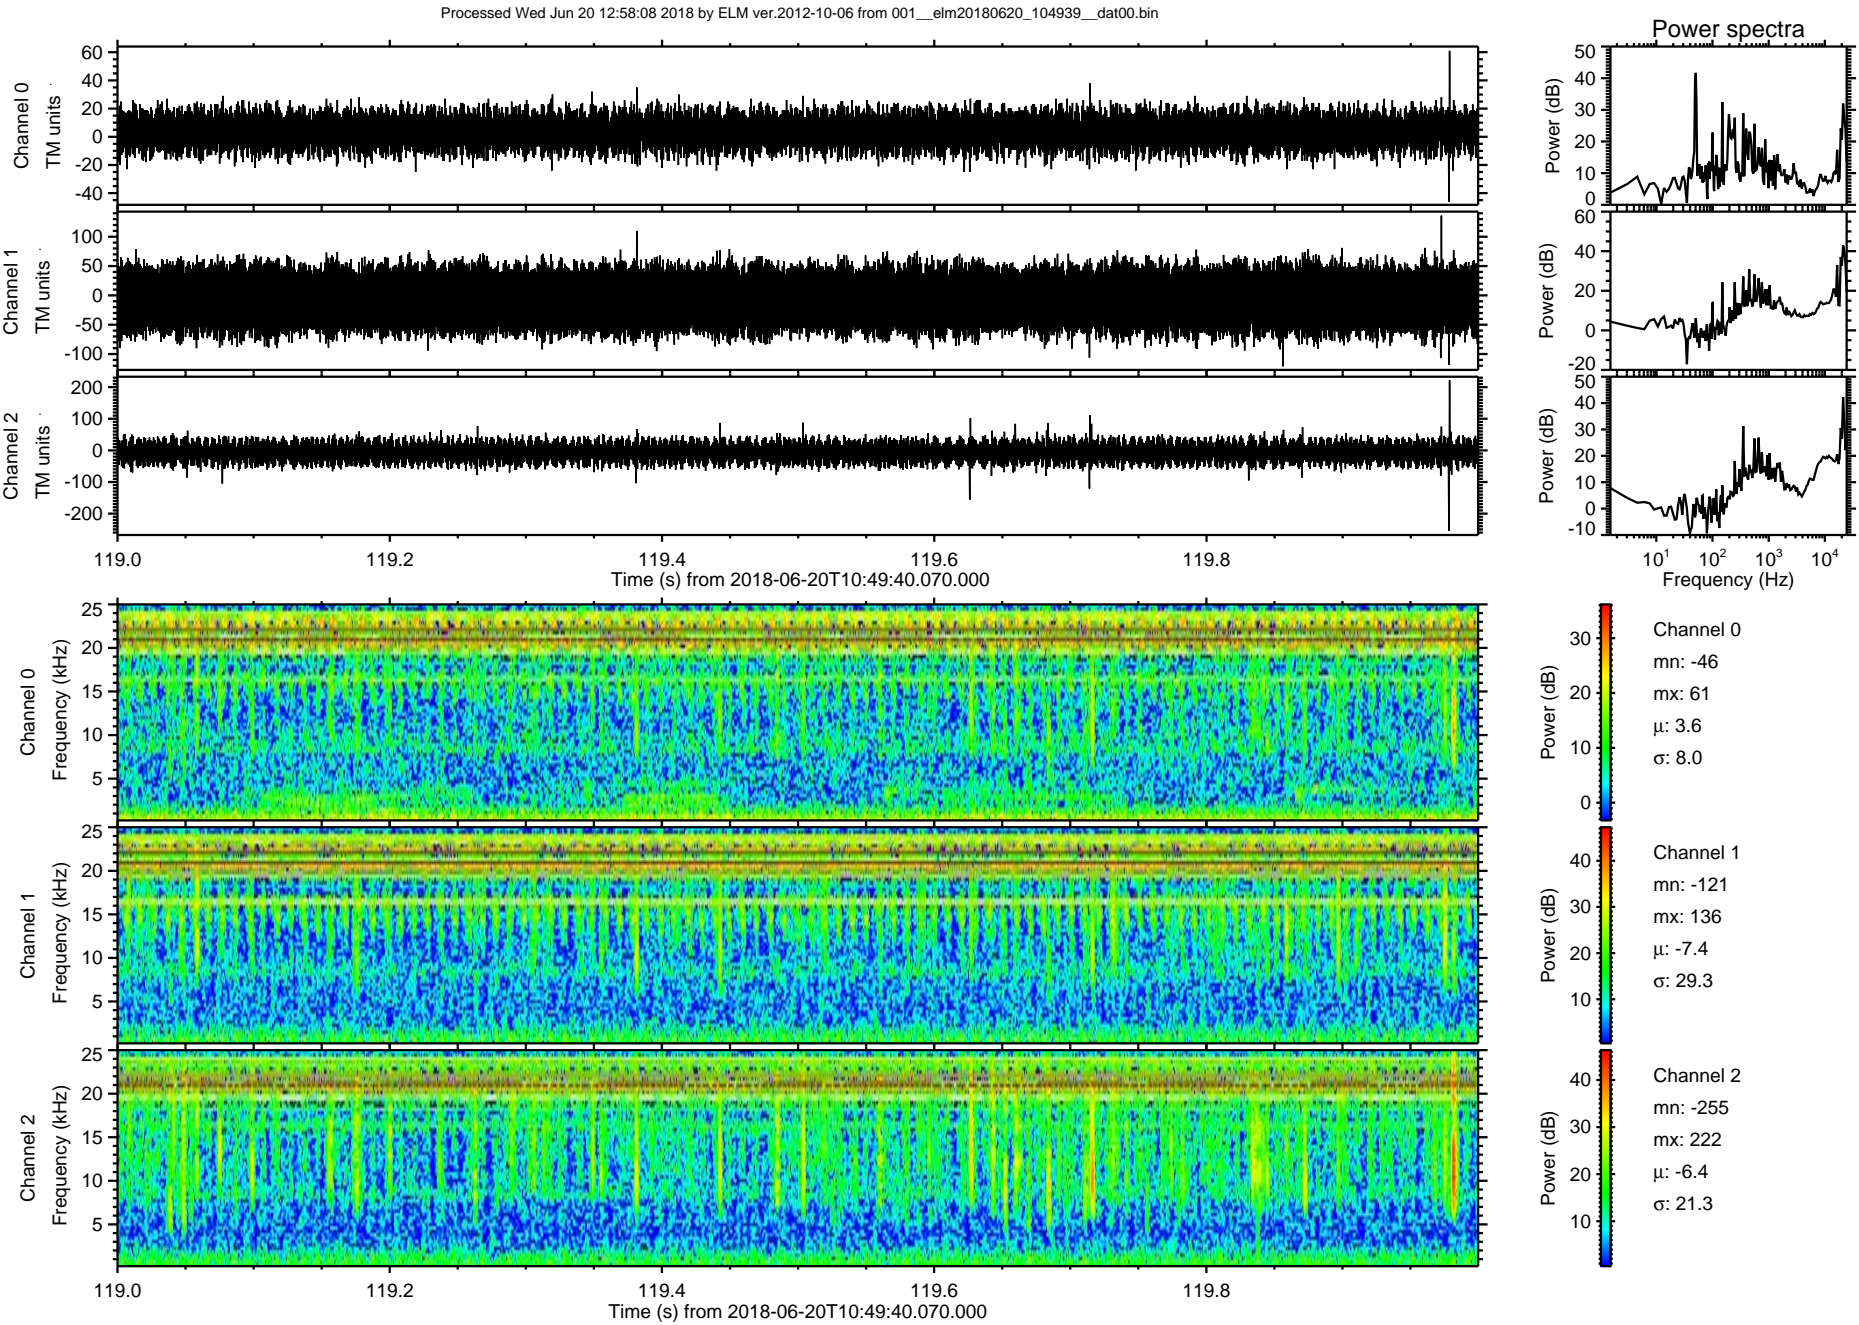 Processed Wed Jun 20 12:58:08 2018 by ELM ver.2012-10-06 from 001__elm20180620_104939__dat00.bin
Power spectra
Channel 0
TM units
60
40
20
0
-20
-40
Power (dB)
50
40
30
20
10
0
Channel 1
TM units
100
50
0
-50
-100
Power (dB)
60
40
20
0
-20
Channel 2
TM units
200
100
0
-100
-200
Power (dB)
50
40
30
20
10
0
-10
119.0 119.2 119.4 119.6 119.8
Time (s) from 2018-06-20T10:49:40.070.000
10^1 10^2 10^3 10^4
Frequency (Hz)
Channel 0
Frequency (kHz)
25
20
15
10
5
Power (dB)
30
20
10
0
Channel 0
mn: -46
mx: 61
μ: 3.6
σ: 8.0
Channel 1
Frequency (kHz)
25
20
15
10
5
Power (dB)
40
30
20
10
Channel 1
mn: -121
mx: 136
μ: -7.4
σ: 29.3
Channel 2
Frequency (kHz)
25
20
15
10
5
Power (dB)
40
30
20
10
Channel 2
mn: -255
mx: 222
μ: -6.4
σ: 21.3
119.0 119.2 119.4 119.6 119.8
Time (s) from 2018-06-20T10:49:40.070.000